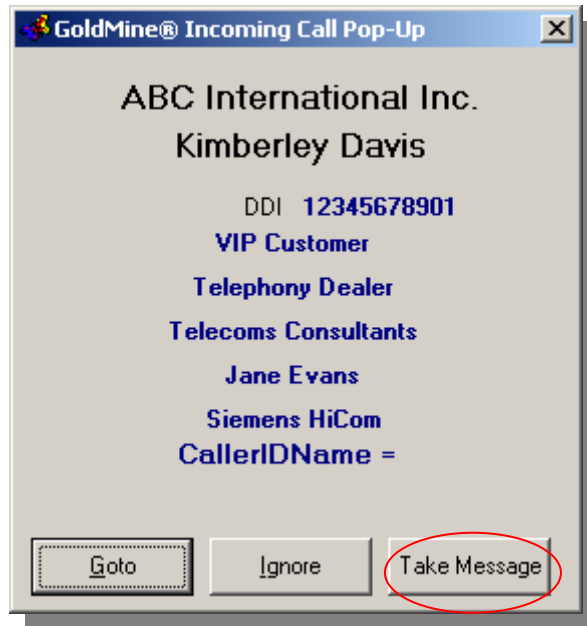 GoldMine® Incoming Call Pop-Up
ABC International Inc.
Kimberley Davis
DDI 12345678901
VIP Customer
Telephony Dealer
Telecoms Consultants
Jane Evans
Siemens HiCom
CallerIDName =
Goto Ignore Take Message